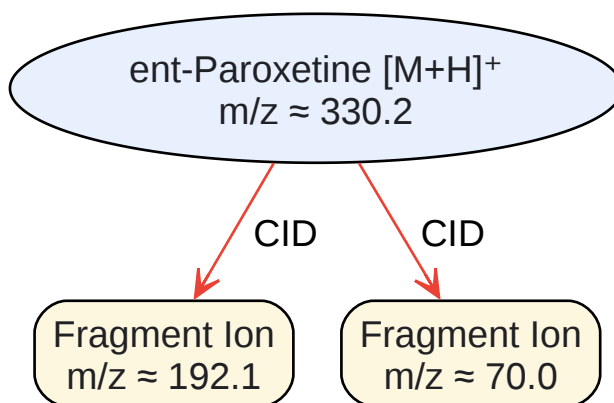 ent-Paroxetine [M+H]⁺
m/z ≈ 330.2
CID
CID
Fragment Ion
m/z ≈ 192.1
Fragment Ion
m/z ≈ 70.0